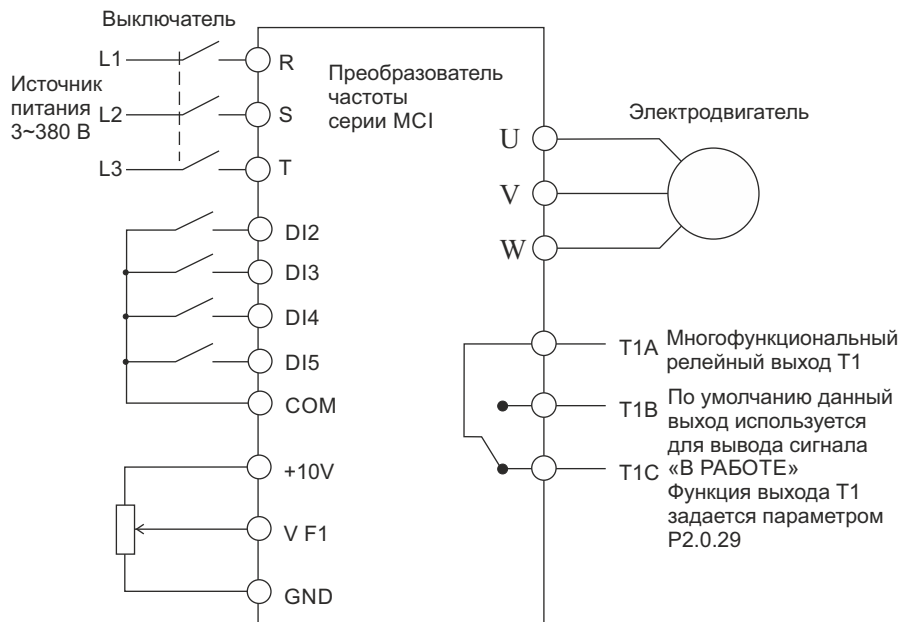 Выключатель
L1
R
Источник
питания
3~380 В
L2
S
L3
T
Преобразователь
частоты
серии MCI
Электродвигатель
U
V
W
DI2
DI3
DI4
DI5
COM
+10V
V F1
GND
T1A
Многофункциональный
релейный выход T1
T1B
T1C
По умолчанию данный
выход используется
для вывода сигнала
«В РАБОТЕ»
Функция выхода Т1
задается параметром
P2.0.29